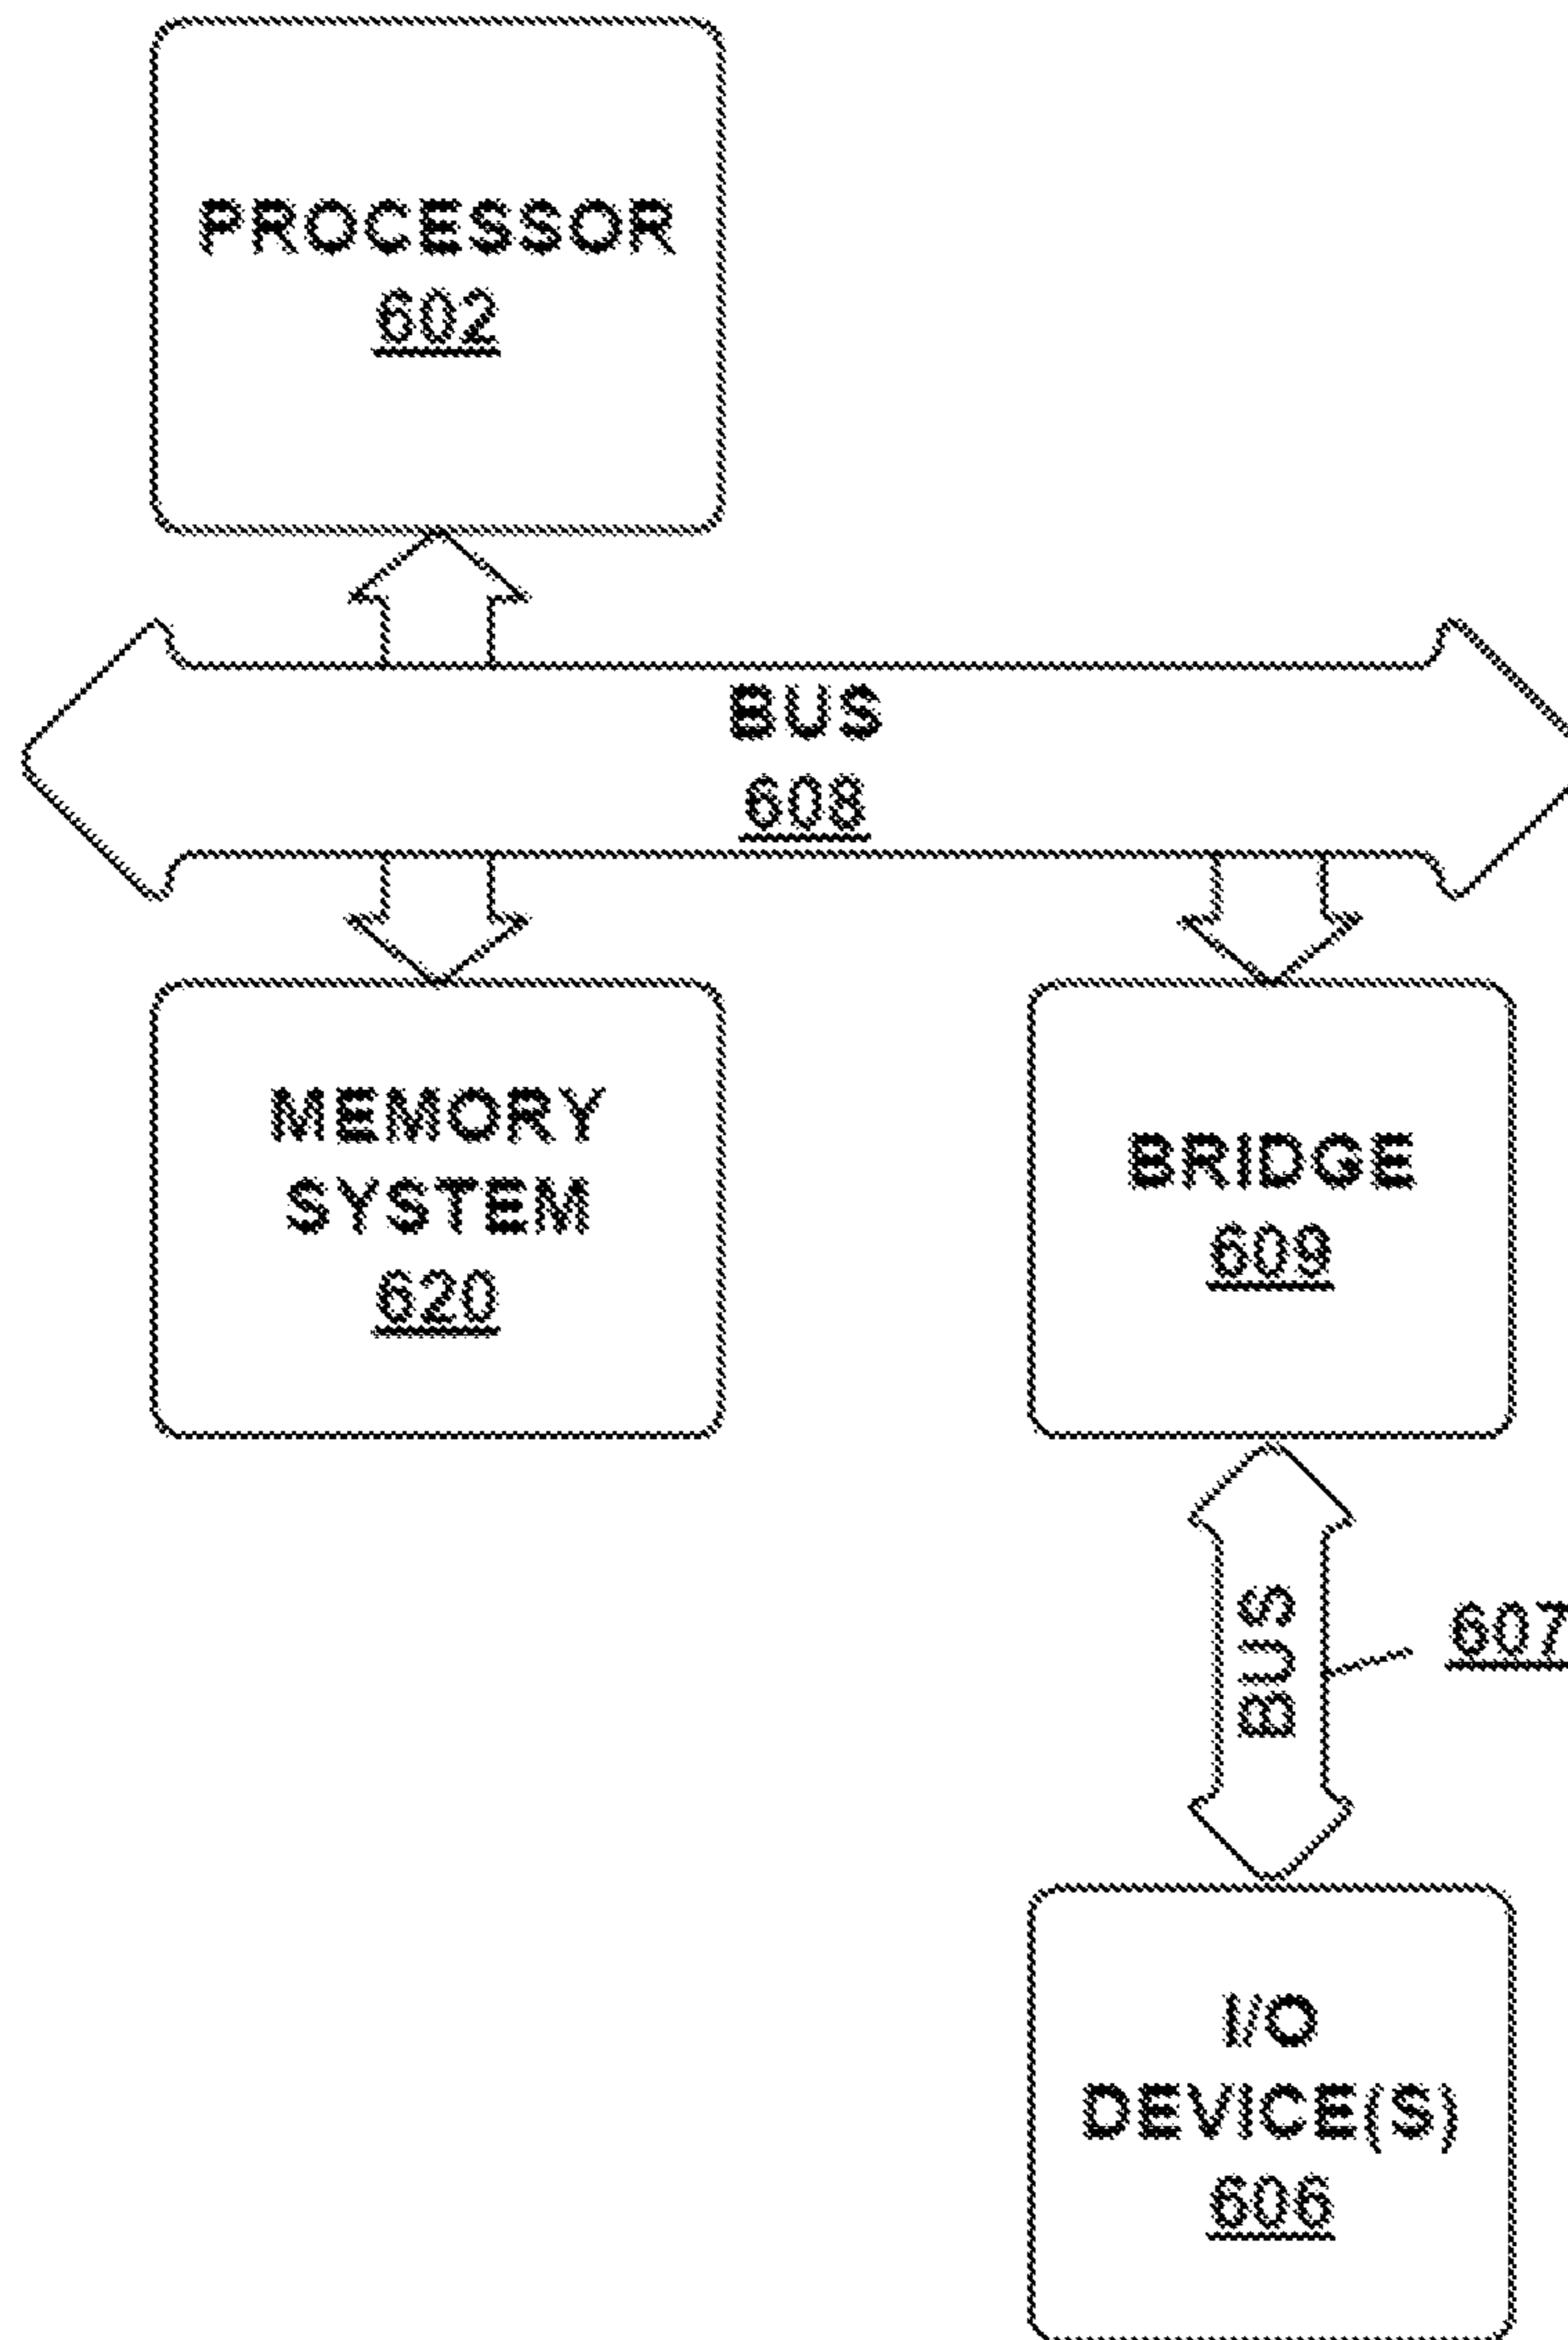 PROCESSOR
602
BUS
608
MEMORY
SYSTEM
620
BRIDGE
609
BUS
607
I/O
DEVICE(S)
606